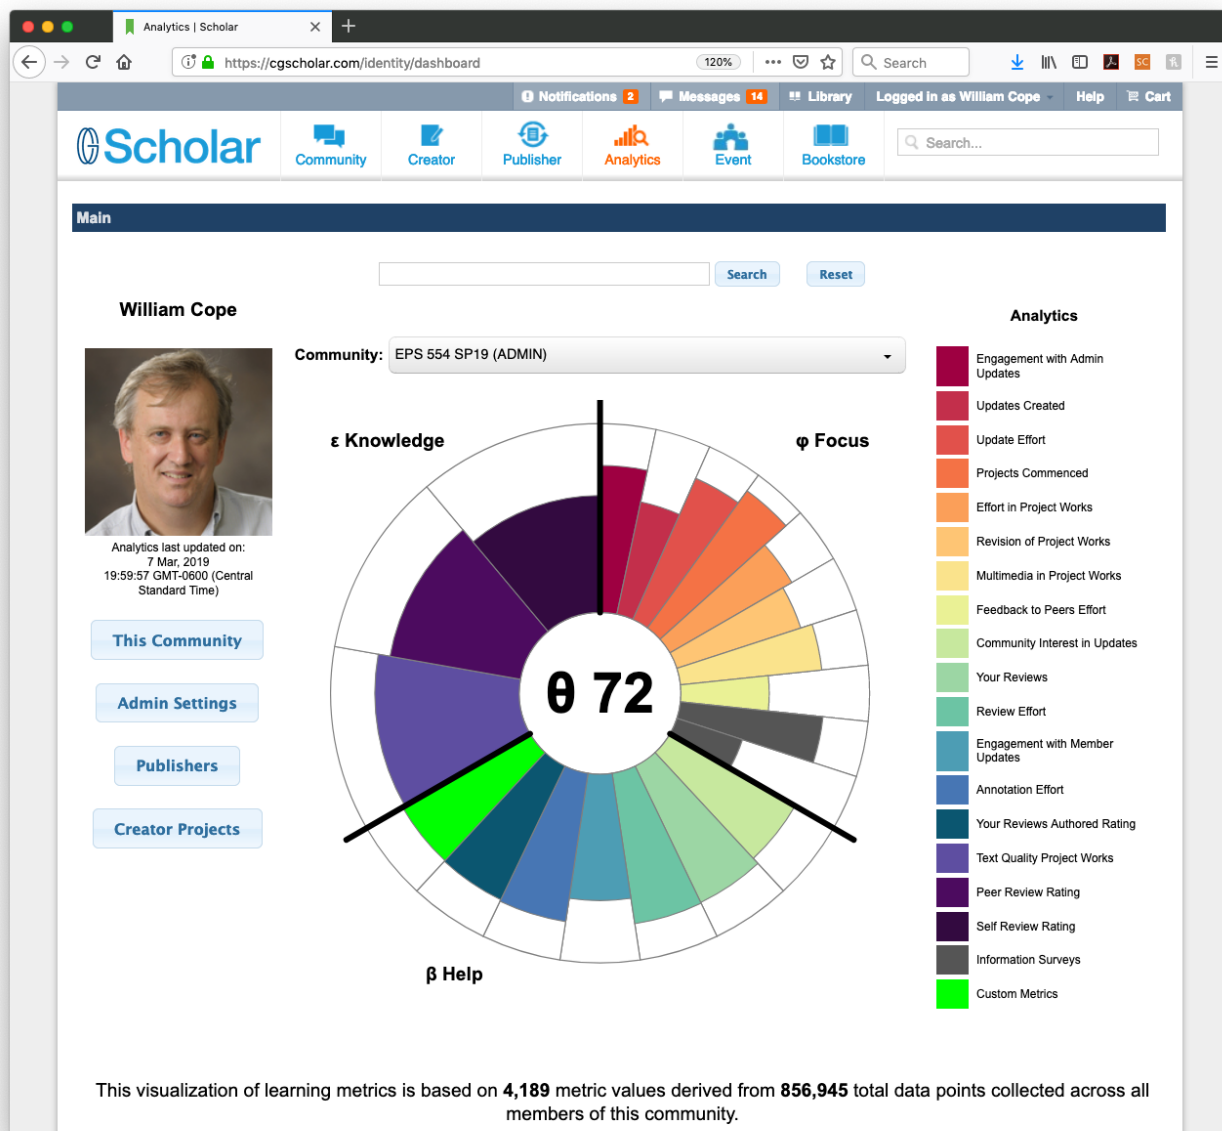 Analytics | Scholar
https://cgscholar.com/identity/dashboard
120%
Search
SC
Notifications 2
Messages 14
Library
Logged in as William Cope
Help
Cart
Scholar
Community
Creator
Publisher
Analytics
Event
Bookstore
Search...
Main
Search
Reset
William Cope
Analytics last updated on:
7 Mar, 2019
19:59:57 GMT-0600 (Central
Standard Time)
This Community
Admin Settings
Publishers
Creator Projects
Community:
EPS 554 SP19 (ADMIN)
ε Knowledge
φ Focus
θ 72
β Help
Analytics
Engagement with Admin
Updates
Updates Created
Update Effort
Projects Commenced
Effort in Project Works
Revision of Project Works
Multimedia in Project Works
Feedback to Peers Effort
Community Interest in Updates
Your Reviews
Review Effort
Engagement with Member
Updates
Annotation Effort
Your Reviews Authored Rating
Text Quality Project Works
Peer Review Rating
Self Review Rating
Information Surveys
Custom Metrics
This visualization of learning metrics is based on 4,189 metric values derived from 856,945 total data points collected across all
members of this community.